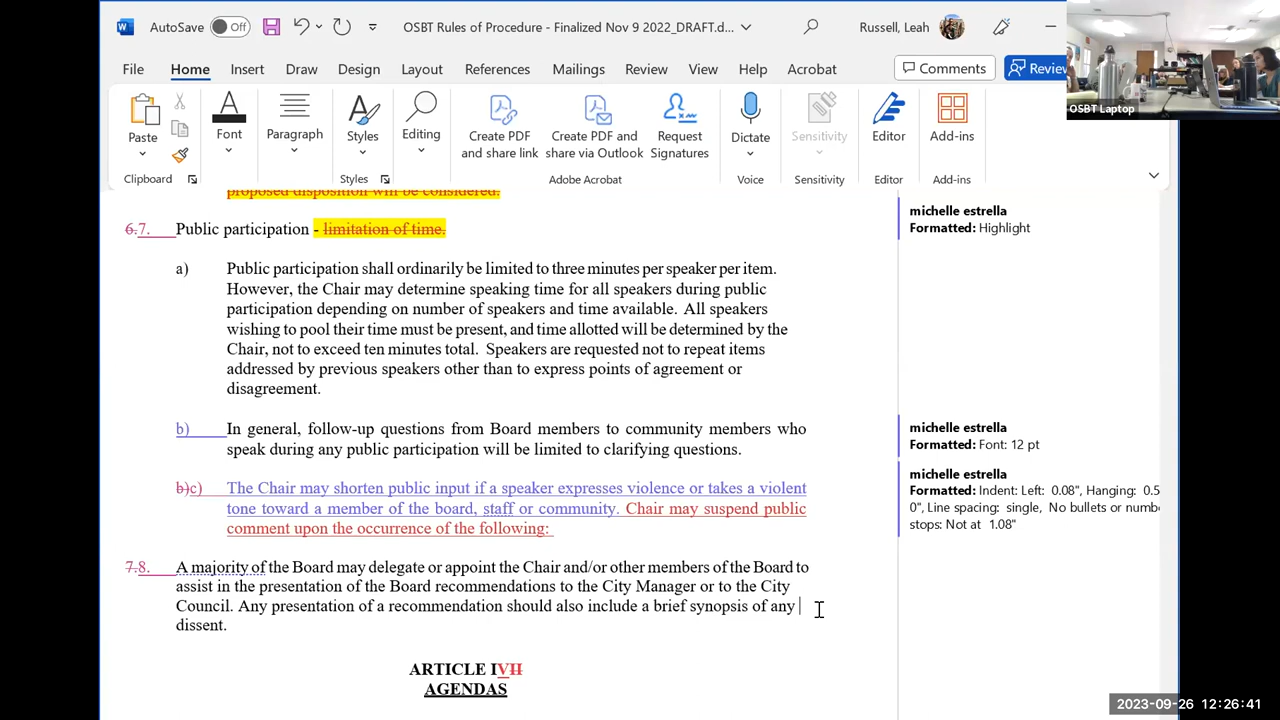 AutoSave Off OSBT Rules of Procedure - Finalized Nov 9 2022_DRAFT.d... Russell, Leah
File Home Insert Draw Design Layout References Mailings Review View Help Acrobat Comments Review
OSBT Laptop
Paste Font Paragraph Styles Editing Create PDF and share link Create PDF and share via Outlook Request Signatures Dictate Sensitivity Editor Add-ins
Clipboard Styles Adobe Acrobat Voice Sensitivity Editor Add-ins
proposed disposition will be considered.
6.7. Public participation - limitation of time.
a) Public participation shall ordinarily be limited to three minutes per speaker per item.
However, the Chair may determine speaking time for all speakers during public
participation depending on number of speakers and time available. All speakers
wishing to pool their time must be present, and time allotted will be determined by the
Chair, not to exceed ten minutes total. Speakers are requested not to repeat items
addressed by previous speakers other than to express points of agreement or
disagreement.
b) In general, follow-up questions from Board members to community members who
speak during any public participation will be limited to clarifying questions.
b)c) The Chair may shorten public input if a speaker expresses violence or takes a violent
tone toward a member of the board, staff or community. Chair may suspend public
comment upon the occurrence of the following:
7.8. A majority of the Board may delegate or appoint the Chair and/or other members of the Board to
assist in the presentation of the Board recommendations to the City Manager or to the City
Council. Any presentation of a recommendation should also include a brief synopsis of any
dissent.
ARTICLE IVII
AGENDAS
michelle estrella
Formatted: Highlight
michelle estrella
Formatted: Font: 12 pt
michelle estrella
Formatted: Indent: Left: 0.08", Hanging: 0.5
0", Line spacing: single, No bullets or numb
stops: Not at 1.08"
2023-09-26 12:26:41